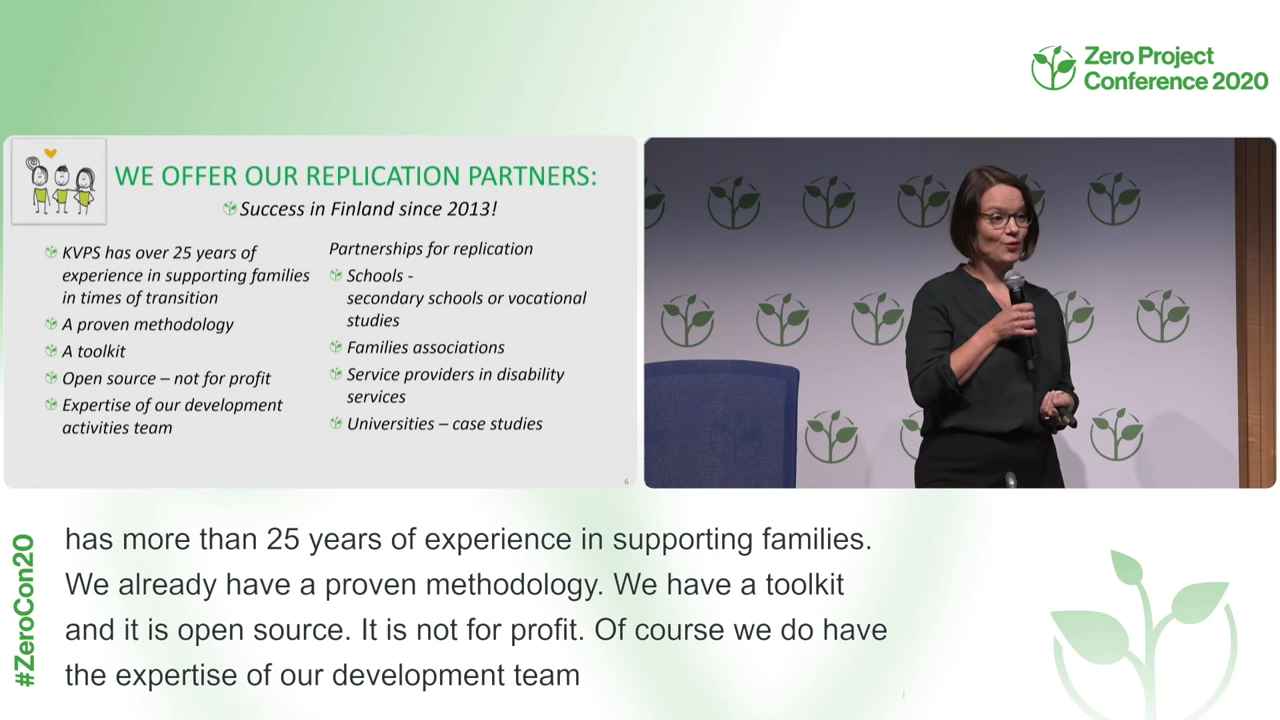 Zero Project
Conference 2020
WE OFFER OUR REPLICATION PARTNERS:
Success in Finland since 2013!
KVPS has over 25 years of
experience in supporting families
in times of transition
A proven methodology
A toolkit
Open source – not for profit
Expertise of our development
activities team
Partnerships for replication
Schools -
secondary schools or vocational
studies
Families associations
Service providers in disability
services
Universities – case studies
6
#ZeroCon20
has more than 25 years of experience in supporting families.
We already have a proven methodology. We have a toolkit
and it is open source. It is not for profit. Of course we do have
the expertise of our development team